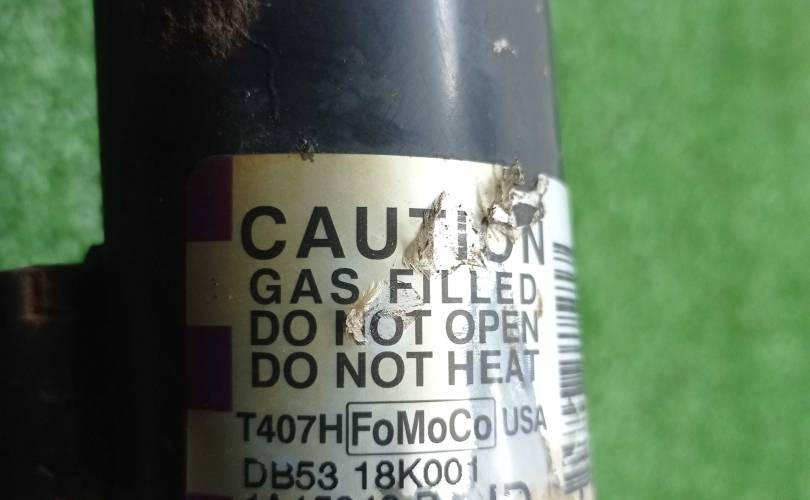 CAUTION
GAS FILLED
DO NOT OPEN
DO NOT HEAT
T407H FoMoCo USA
DB53 18K001